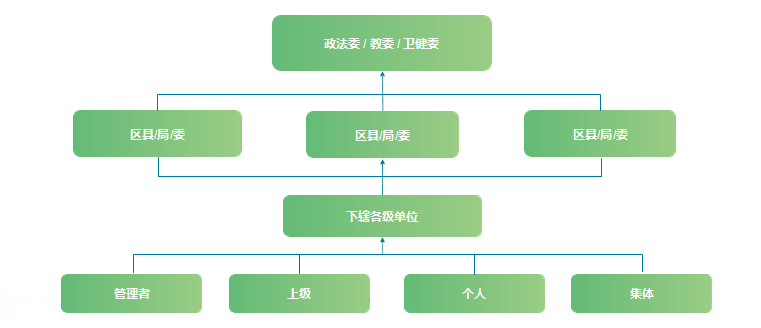 政法委 / 教委 / 卫健委
区县/局/委
区县/局/委
区县/局/委
下辖各级单位
管理者
上级
个人
集体